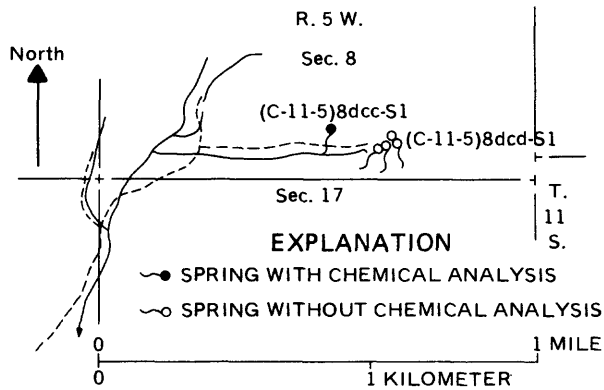 R. 5 W.
North
Sec. 8
(C-11-5)8dcc-S1
(C-11-5)8dcd-S1
Sec. 17
T.
11
S.
EXPLANATION
SPRING WITH CHEMICAL ANALYSIS
SPRING WITHOUT CHEMICAL ANALYSIS
0 1 MILE
0 1 KILOMETER